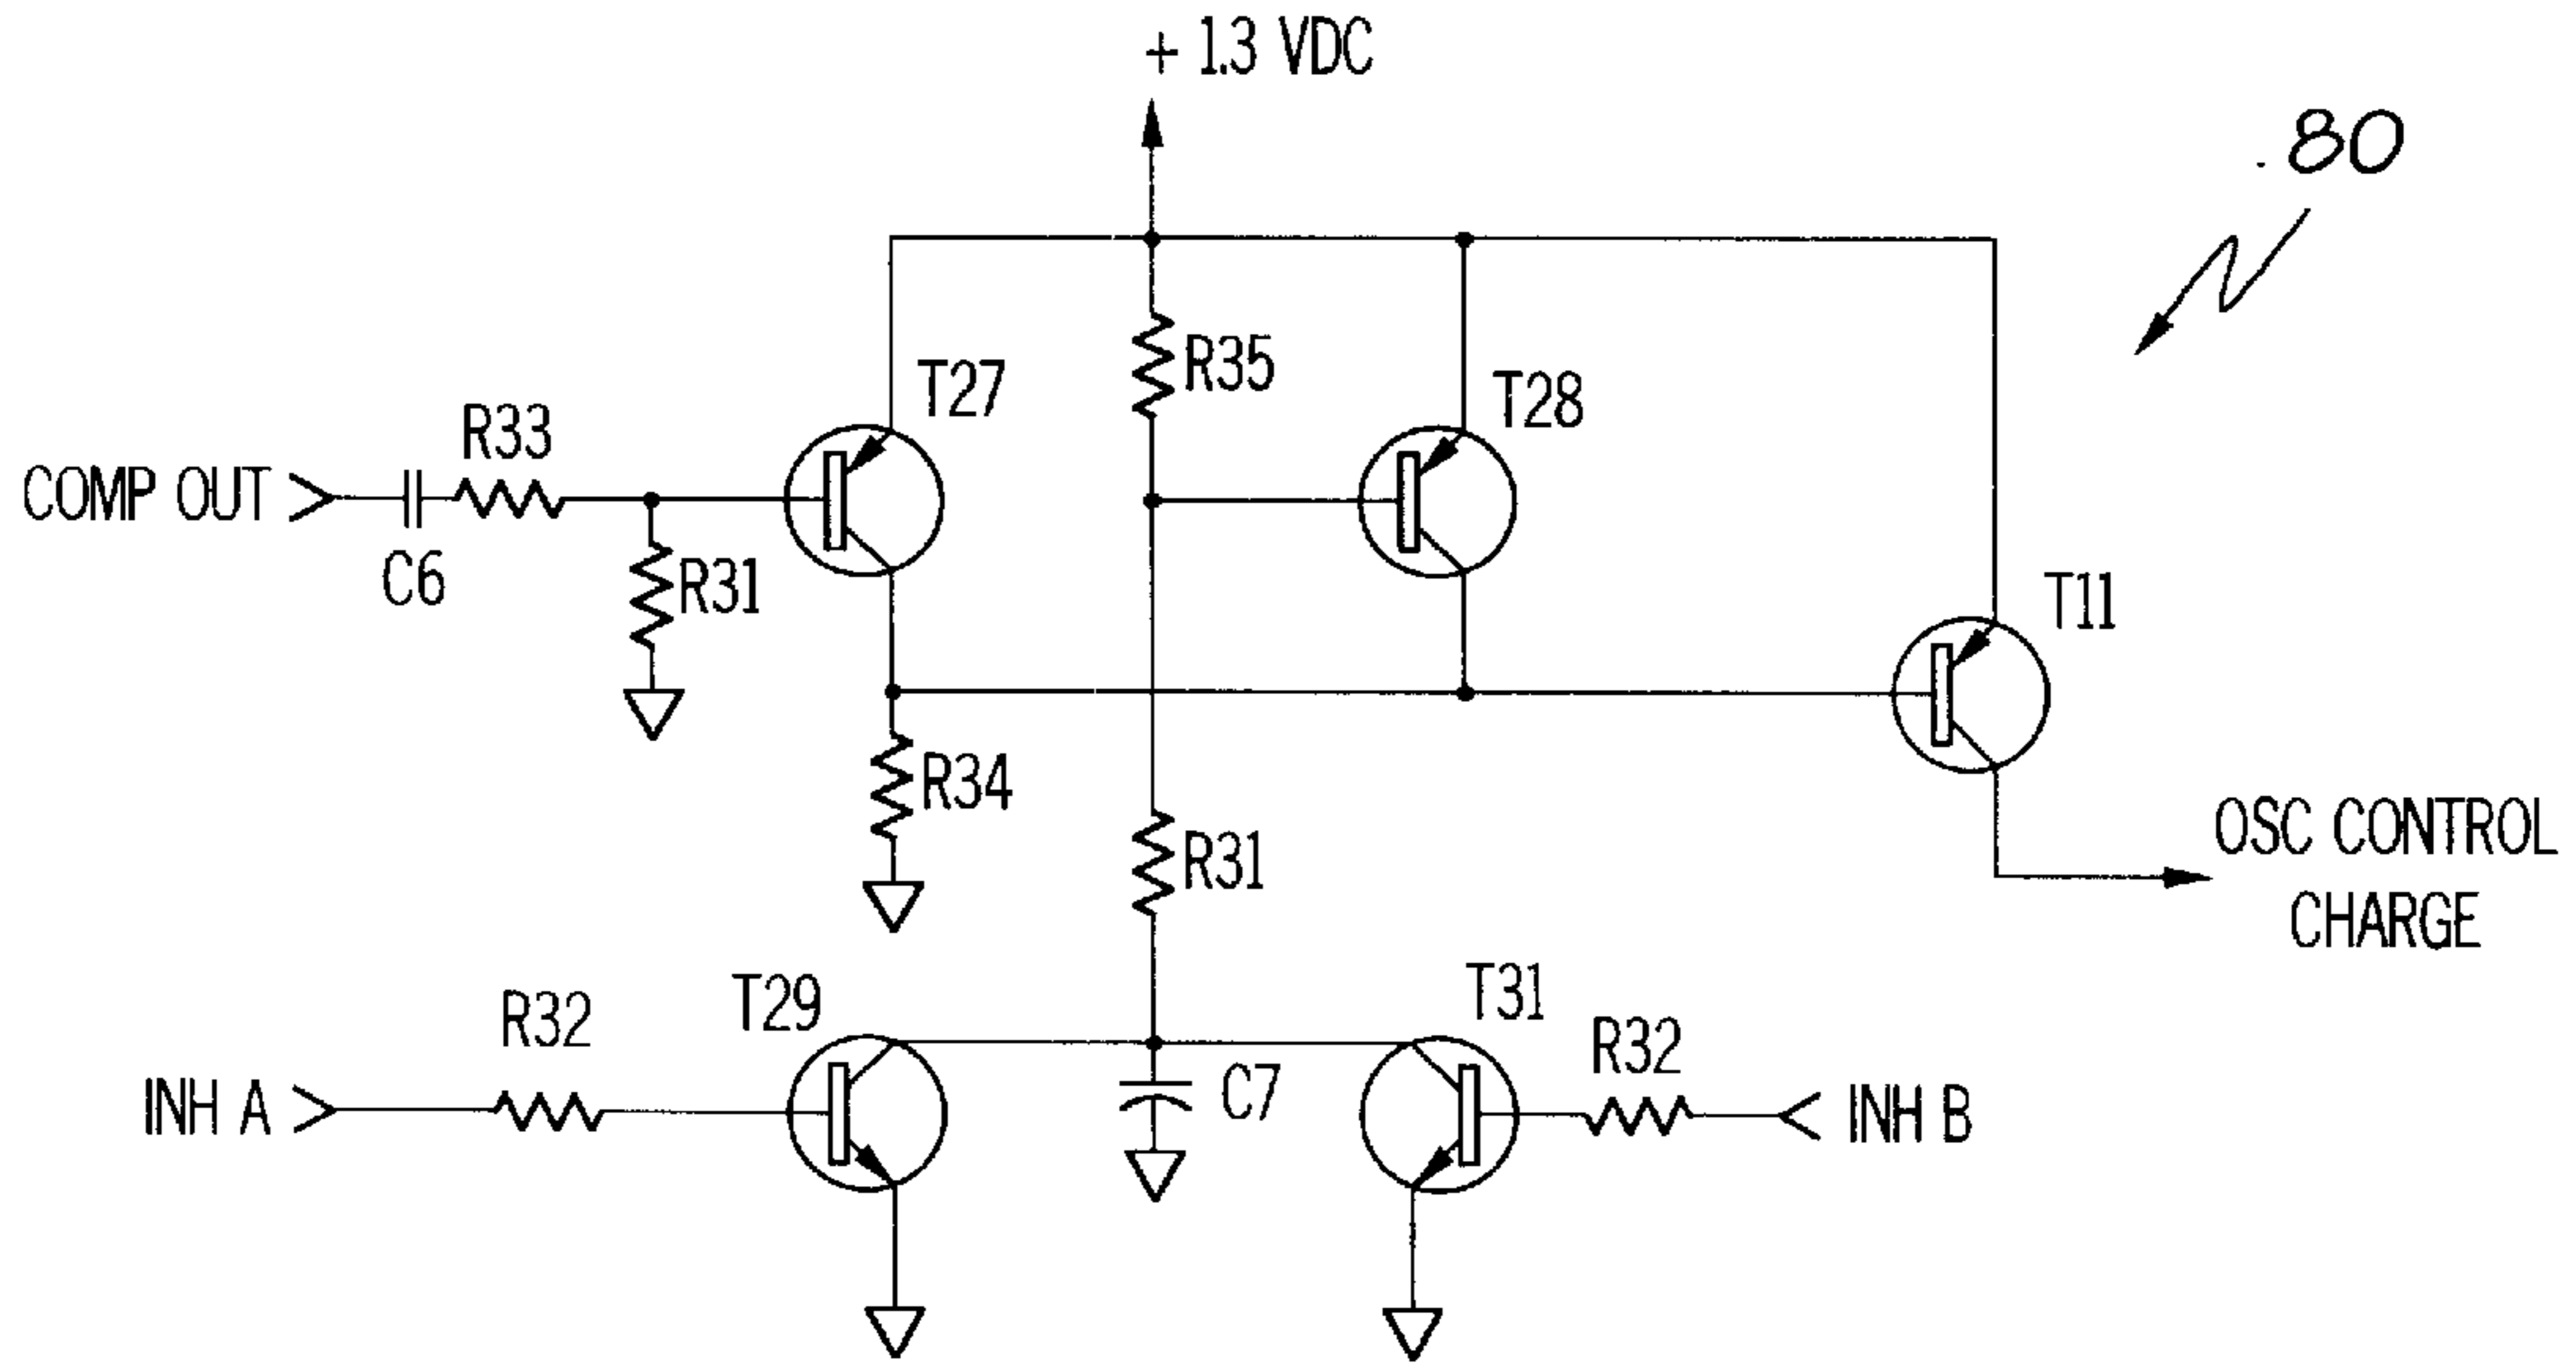 + 1.3 VDC
80
R35
T27
T28
R33
COMP OUT
C6
R31
T11
R34
R31
OSC CONTROL
CHARGE
T29
T31
R32
R32
C7
INH A
INH B